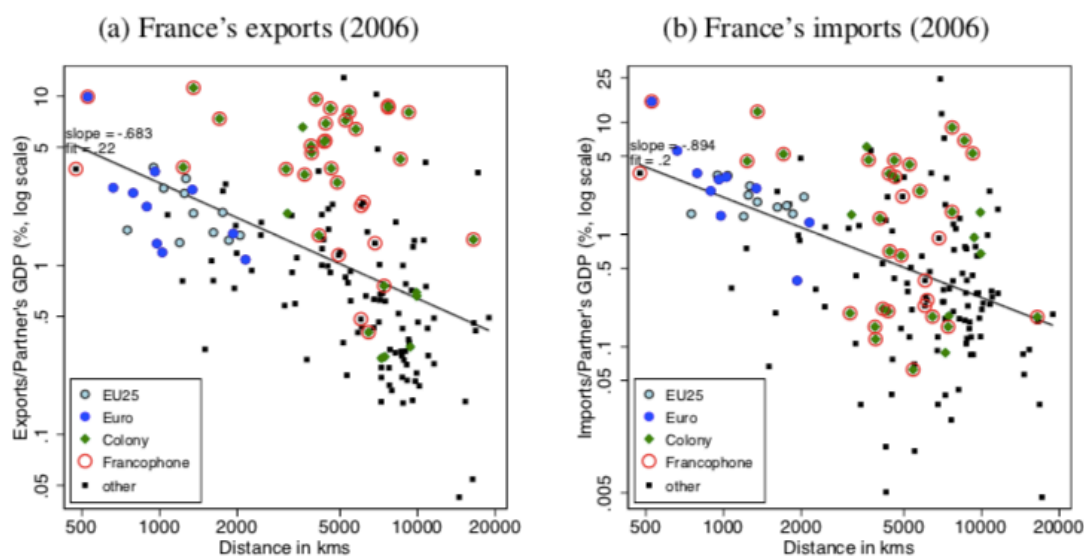 (a) France's exports (2006)
Exports/Partner's GDP (%, log scale)
10
5
1
.5
.1
.05
slope = -.683
fit = .22
EU25
Euro
Colony
Francophone
other
500 1000 2000 5000 10000 20000
Distance in kms
(b) France's imports (2006)
Imports/Partner's GDP (%, log scale)
25
10
5
1
.5
.1
.05
.005
slope = -.894
fit = .2
EU25
Euro
Colony
Francophone
other
500 1000 2000 5000 10000 20000
Distance in kms